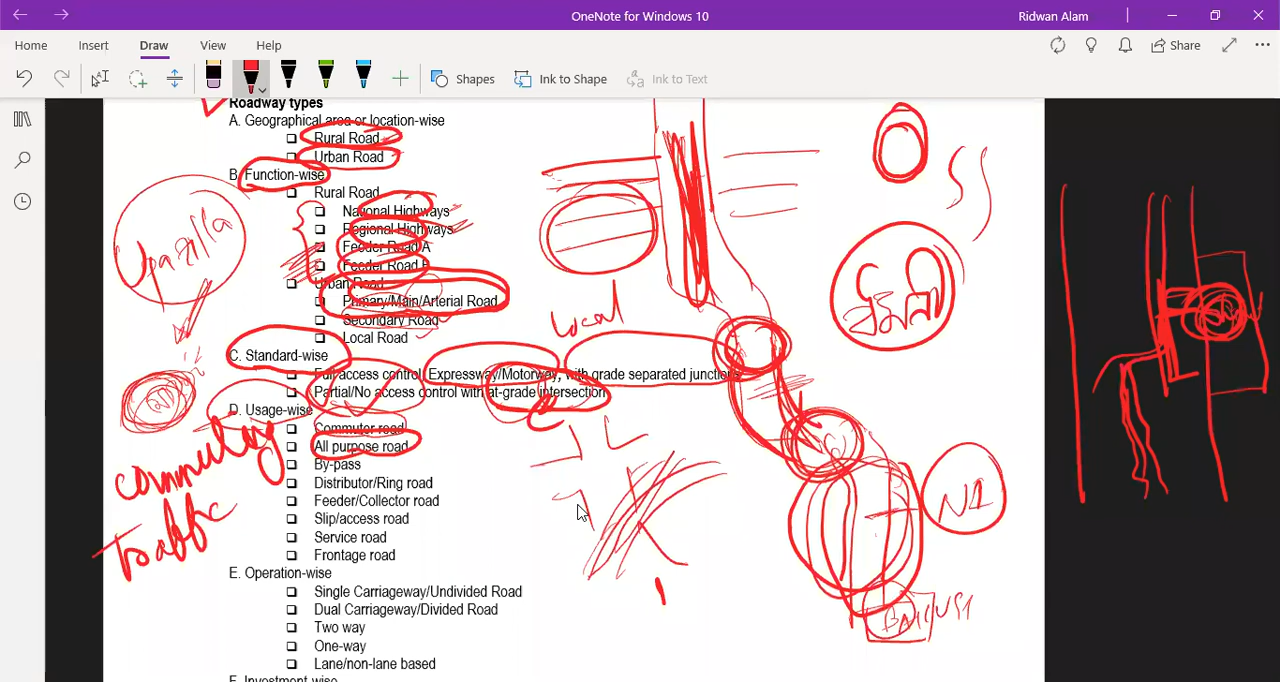 OneNote for Windows 10
Ridwan Alam
Home Insert Draw View Help
Share
Shapes Ink to Shape Ink to Text
Roadway types
A. Geographical area or location-wise
Rural Road
Urban Road
B. Function-wise
Rural Road
National Highways
Regional Highways
Feeder Road A
Feeder Road B
Urban Road
Primary/Main/Arterial Road
Secondary Road
Local Road
Local
C. Standard-wise
Full access control, Expressway/Motorway, with grade separated junctions
Partial/No access control with at-grade intersection
D. Usage-wise
Commuter road
All purpose road
By-pass
Distributor/Ring road
Feeder/Collector road
Slip/access road
Service road
Frontage road
commuting
Traffic
N1
E. Operation-wise
Single Carriageway/Undivided Road
Dual Carriageway/Divided Road
Two way
One-way
Lane/non-lane based
F. Investment-wise